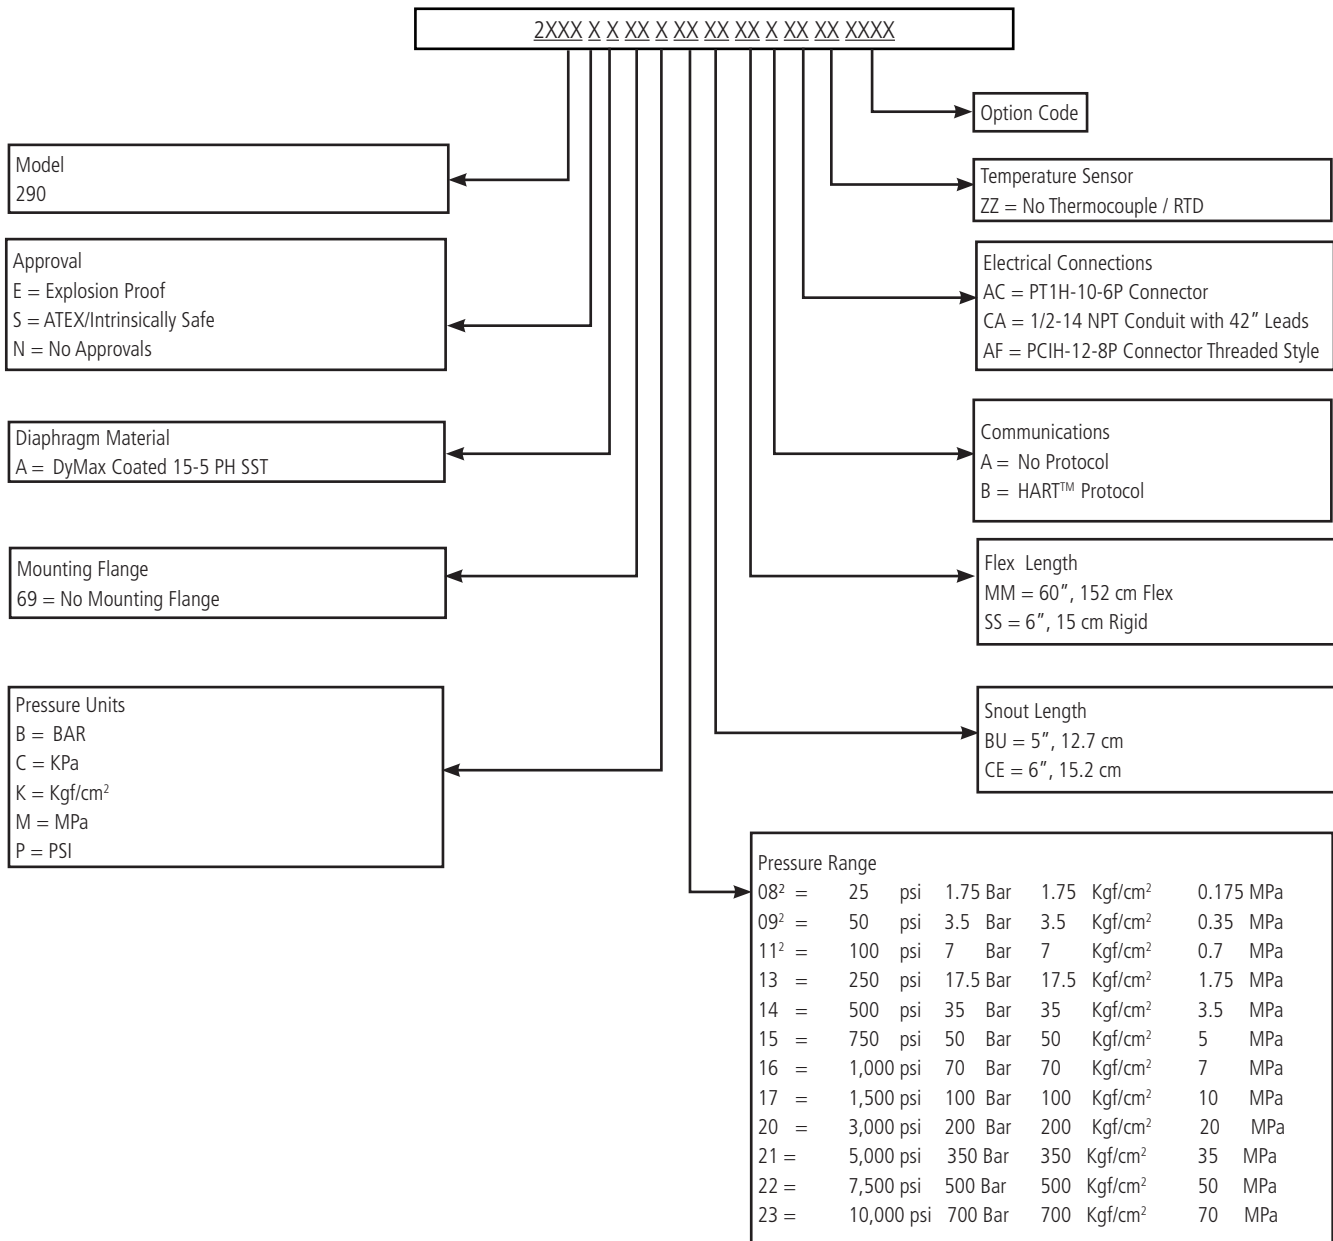 2XXX X X XX X XX XX XX X XX XX XXXX
Option Code
Model
290
Temperature Sensor
ZZ = No Thermocouple / RTD
Approval
E = Explosion Proof
S = ATEX/Intrinsically Safe
N = No Approvals
Electrical Connections
AC = PT1H-10-6P Connector
CA = 1/2-14 NPT Conduit with 42” Leads
AF = PCIH-12-8P Connector Threaded Style
Diaphragm Material
A = DyMax Coated 15-5 PH SST
Communications
A = No Protocol
B = HART™ Protocol
Mounting Flange
69 = No Mounting Flange
Flex Length
MM = 60”, 152 cm Flex
SS = 6”, 15 cm Rigid
Pressure Units
B = BAR
C = KPa
K = Kgf/cm²
M = MPa
P = PSI
Snout Length
BU = 5”, 12.7 cm
CE = 6”, 15.2 cm
Pressure Range
08² = 25 psi 1.75 Bar 1.75 Kgf/cm² 0.175 MPa
09² = 50 psi 3.5 Bar 3.5 Kgf/cm² 0.35 MPa
11² = 100 psi 7 Bar 7 Kgf/cm² 0.7 MPa
13 = 250 psi 17.5 Bar 17.5 Kgf/cm² 1.75 MPa
14 = 500 psi 35 Bar 35 Kgf/cm² 3.5 MPa
15 = 750 psi 50 Bar 50 Kgf/cm² 5 MPa
16 = 1,000 psi 70 Bar 70 Kgf/cm² 7 MPa
17 = 1,500 psi 100 Bar 100 Kgf/cm² 10 MPa
20 = 3,000 psi 200 Bar 200 Kgf/cm² 20 MPa
21 = 5,000 psi 350 Bar 350 Kgf/cm² 35 MPa
22 = 7,500 psi 500 Bar 500 Kgf/cm² 50 MPa
23 = 10,000 psi 700 Bar 700 Kgf/cm² 70 MPa